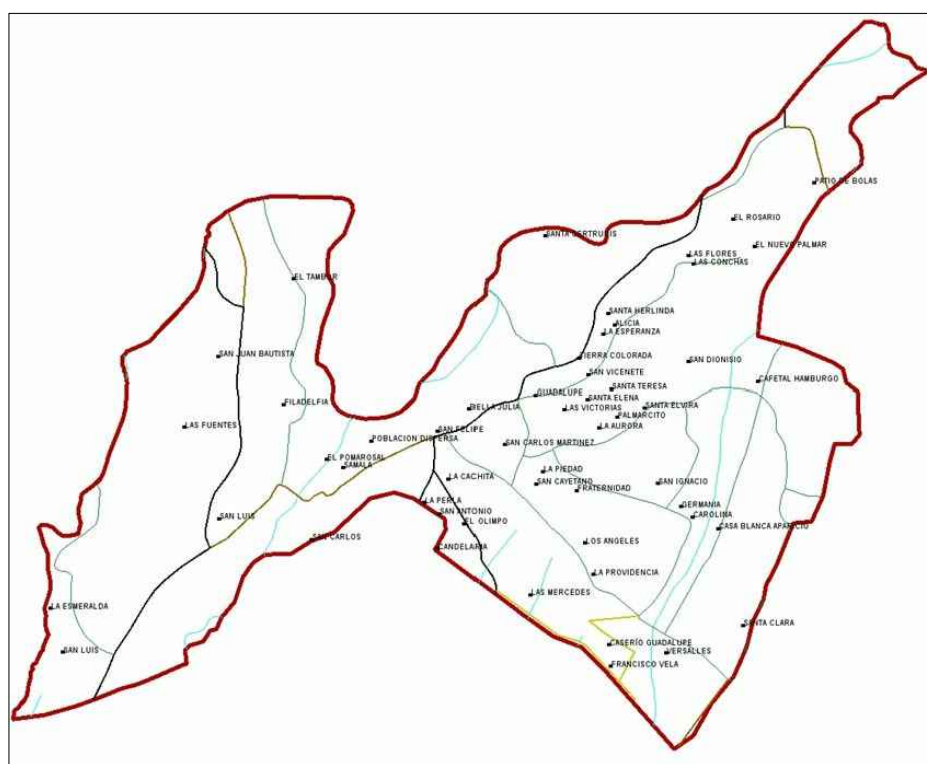 PATIO DE BOLAS
EL ROSARIO
SANTA GERTRUDIS
EL NUEVO PALMAR
LAS FLORES
LAS CONCHAS
EL TAMBOR
SANTA HERLINDA
ALICIA
LA ESPERANZA
SAN JUAN BAUTISTA
TIERRA COLORADA
SAN DIONISIO
SAN VICENETE
CAFETAL HAMBURGO
SANTA TERESA
GUADALUPE
SANTA ELENA
FILADELFIA
BELLA JULIA
LAS VICTORIAS
SANTA ELVIRA
PALMARCITO
LAS FUENTES
LA AURORA
SAN FELIPE
POBLACION DISPERSA
SAN CARLOS MARTINEZ
EL POMAROSAL
SAMALA
LA PIEDAD
LA CACHITA
SAN CAYETANO
SAN IGNACIO
FRATERNIDAD
LA PERLA
GERMANIA
SAN ANTONIO
CAROLINA
SAN LUIS
EL OLIMPO
CASA BLANCA APARICIO
SAN CARLOS
LOS ANGELES
CANDELARIA
LA PROVIDENCIA
LAS MERCEDES
LA ESMERALDA
SANTA CLARA
CASERÍO GUADALUPE
SAN LUIS
VERSALLES
FRANCISCO VELA